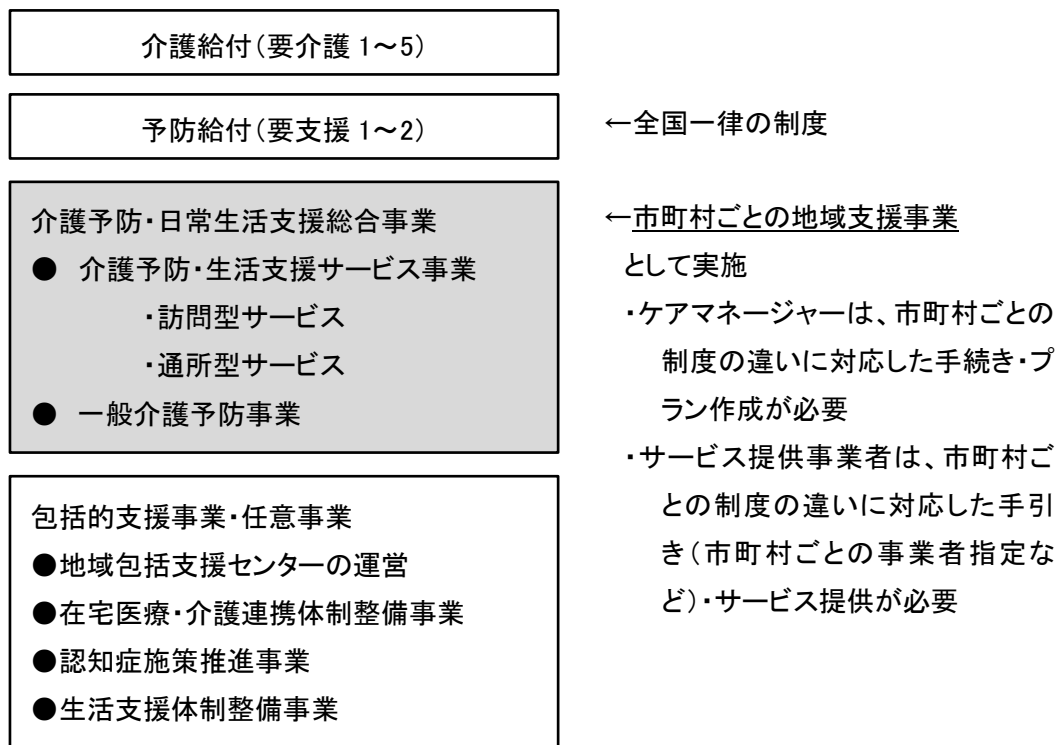 介護給付（要介護 1～5）
予防給付（要支援 1～2）
←全国一律の制度
介護予防・日常生活支援総合事業
● 介護予防・生活支援サービス事業
・訪問型サービス
・通所型サービス
● 一般介護予防事業
←市町村ごとの地域支援事業
として実施
・ケアマネージャーは、市町村ごとの
制度の違いに対応した手続き・プ
ラン作成が必要
・サービス提供事業者は、市町村ご
との制度の違いに対応した手引
き（市町村ごとの事業者指定な
ど）・サービス提供が必要
包括的支援事業・任意事業
●地域包括支援センターの運営
●在宅医療・介護連携体制整備事業
●認知症施策推進事業
●生活支援体制整備事業